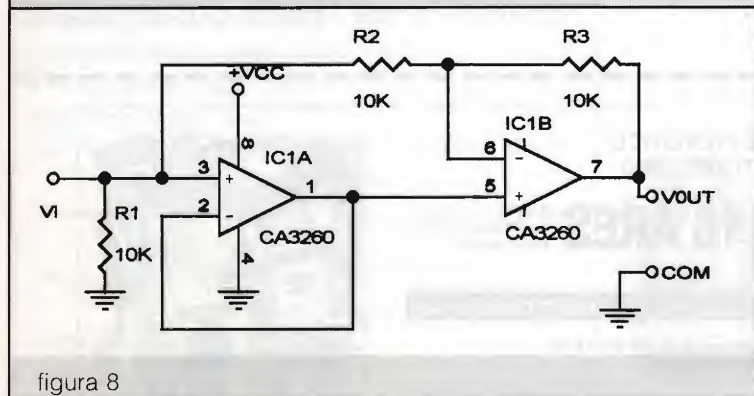 R2
R3
+VCC
10K
10K
8
IC1A
IC1B
3
+
6
-
1
7
VI
R1
2
-
5
+
V0UT
10K
CA3260
CA3260
4
COM
figura 8